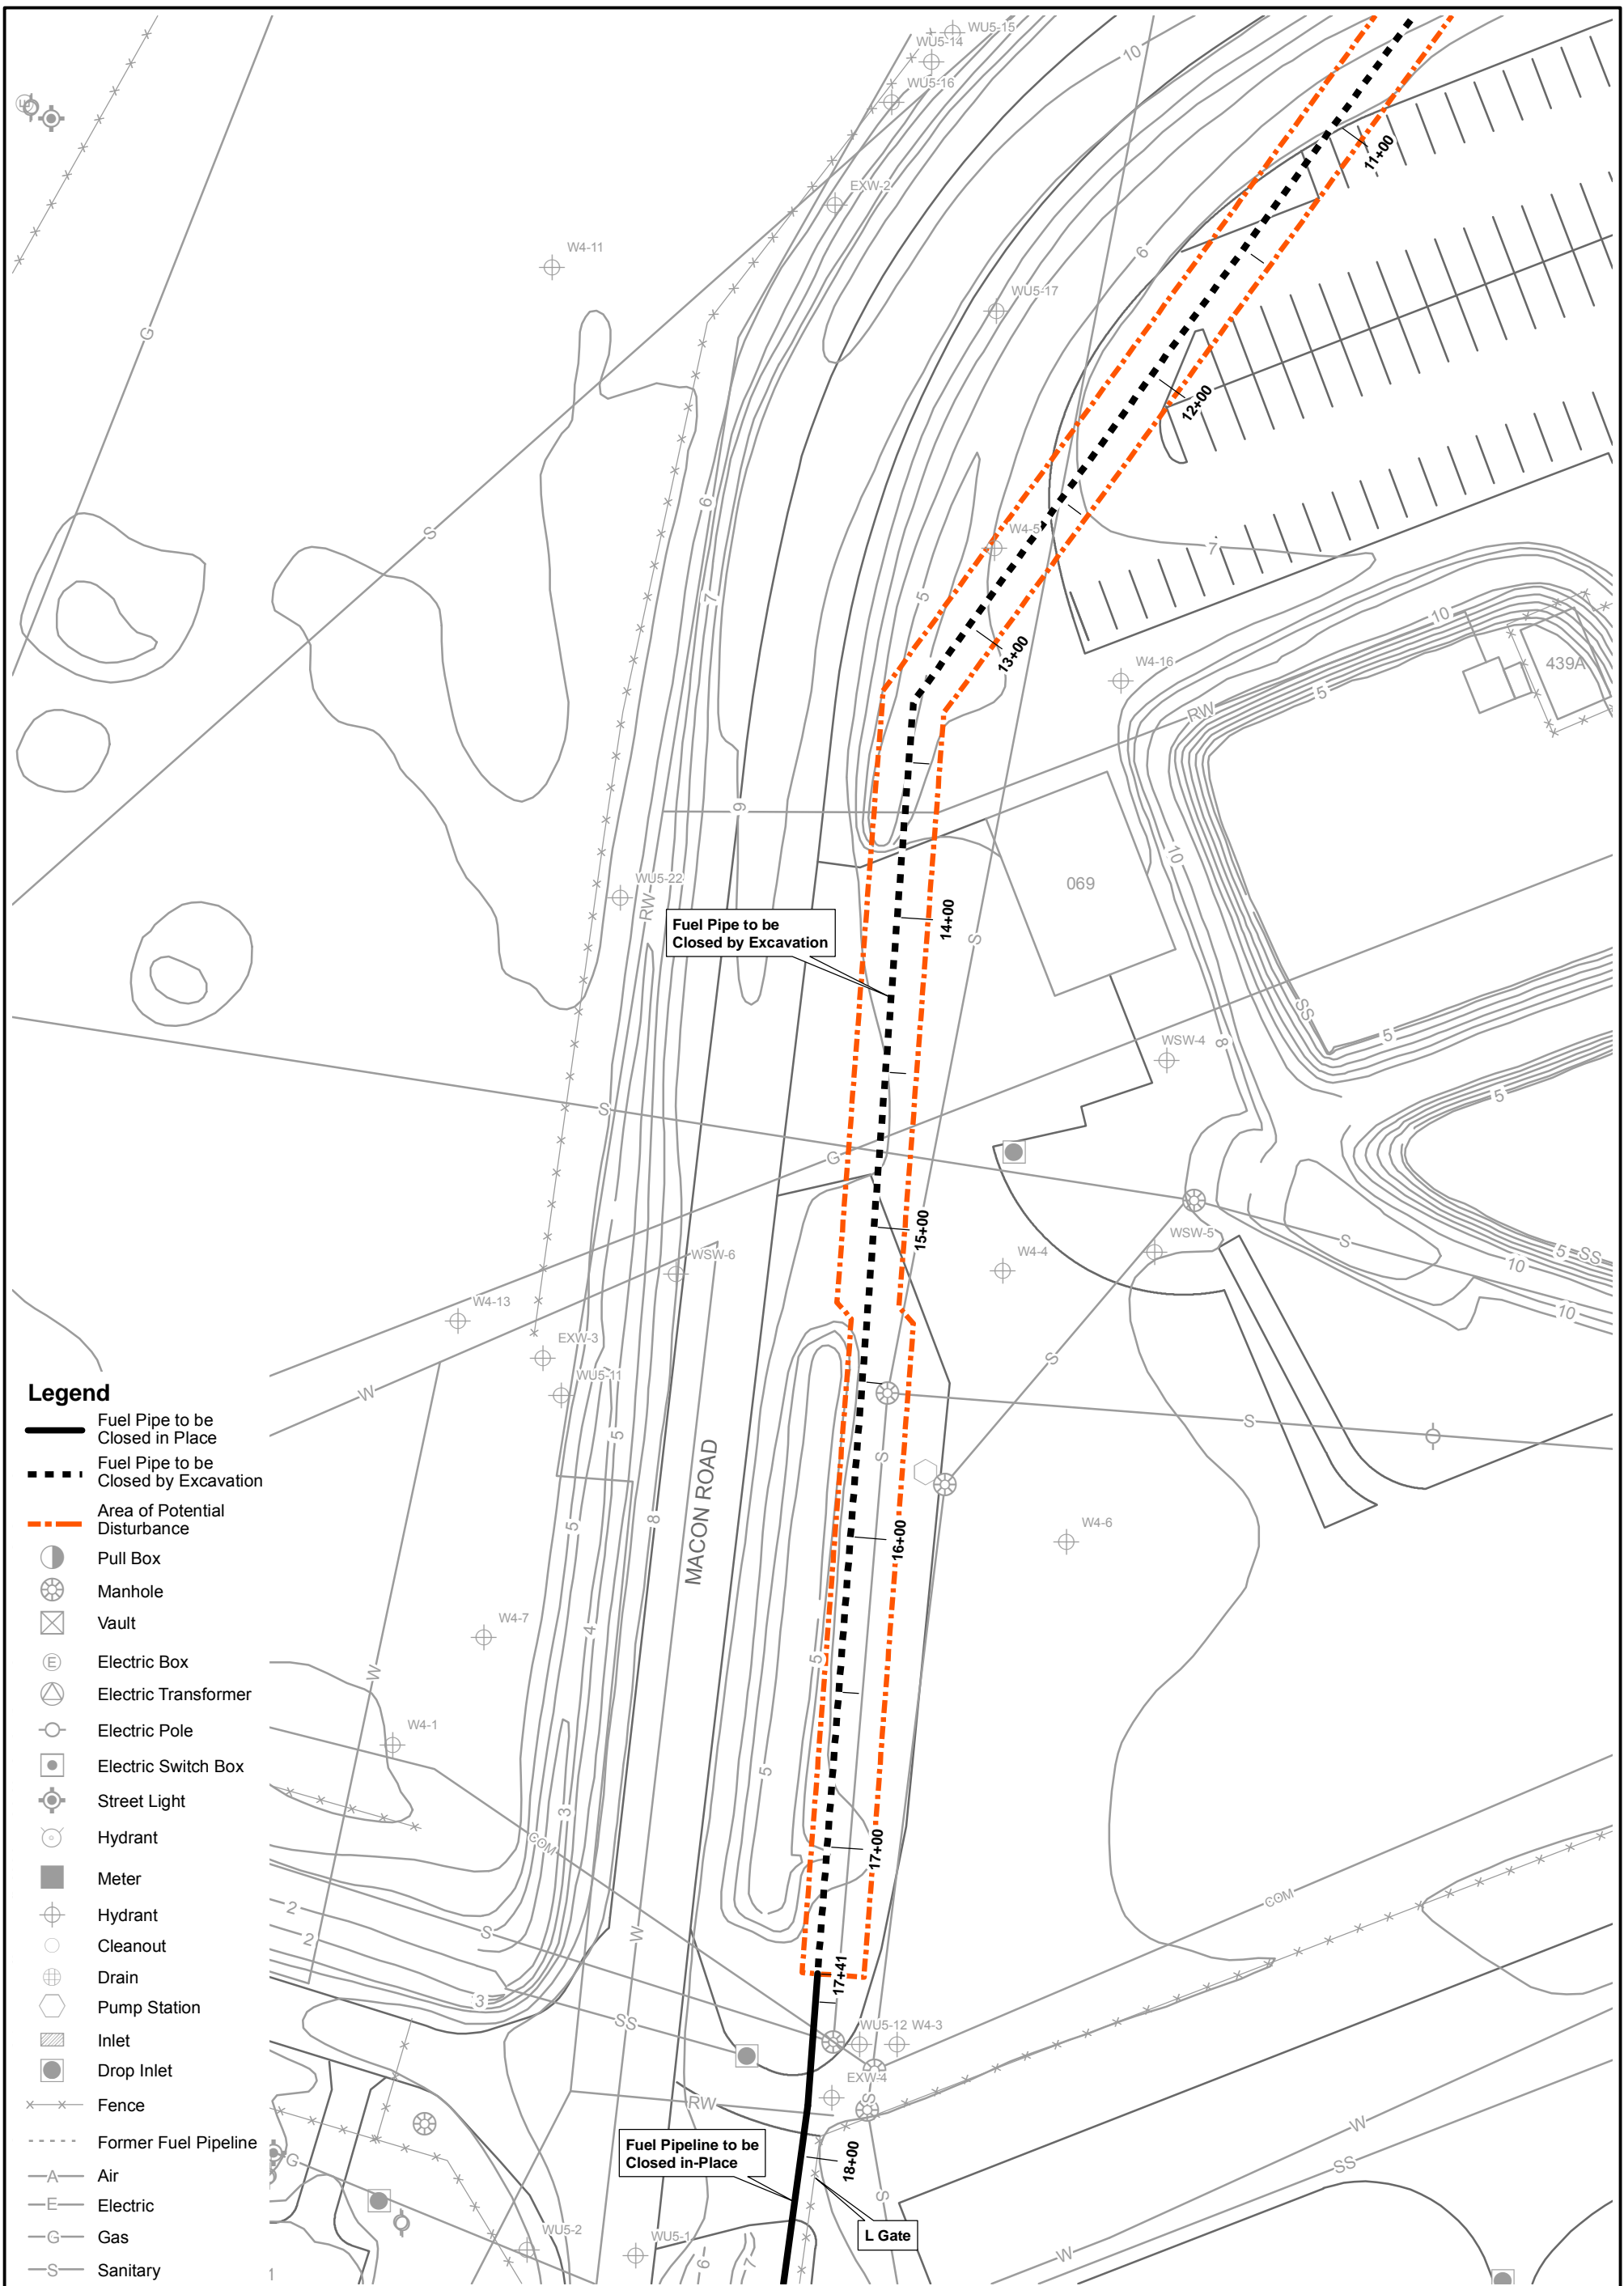 WU5-15
WU5-14
WU5-16
10
EXW-2
11+00
W4-11
6
WU5-17
G
E
12+00
S
6
W4-5
7
7
5
13+00
10
W4-16
439A
5
RW
9
10
069
WU5-22
RW
Fuel Pipe to be
Closed by Excavation
14+00
S
SS
5
8
WSW-4
5
S
G
15+00
WSW-5
S
5
SS
10
10
WSW-6
W4-4
W4-13
EXW-3
WU5-11
W
S
S
5
S
5
8
MACON ROAD
16+00
W4-6
W4-7
4
5
W
W4-1
5
3
COM
17+00
COM
2
2
S
W
3
17+41
SS
WU5-12
W4-3
EXW-4
S
RW
W
Fuel Pipeline to be
Closed in-Place
18+00
SS
G
S
L Gate
WU5-2
WU5-1
6
7
W
1
Legend
Fuel Pipe to be
Closed in Place
Fuel Pipe to be
Closed by Excavation
Area of Potential
Disturbance
Pull Box
Manhole
Vault
E
Electric Box
Electric Transformer
Electric Pole
Electric Switch Box
Street Light
Hydrant
Meter
Hydrant
Cleanout
Drain
Pump Station
Inlet
Drop Inlet
Fence
Former Fuel Pipeline
A
Air
E
Electric
G
Gas
S
Sanitary